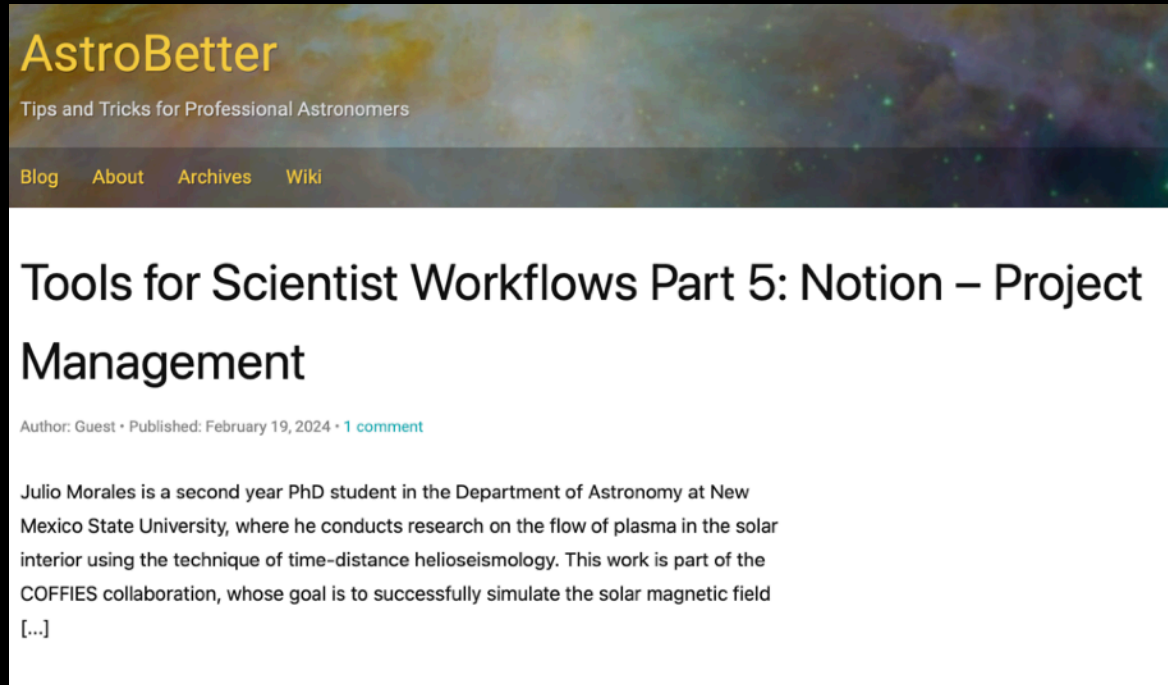 AstroBetter
Tips and Tricks for Professional Astronomers
Blog About Archives Wiki
Tools for Scientist Workflows Part 5: Notion – Project
Management
Author: Guest • Published: February 19, 2024 • 1 comment
Julio Morales is a second year PhD student in the Department of Astronomy at New
Mexico State University, where he conducts research on the flow of plasma in the solar
interior using the technique of time-distance helioseismology. This work is part of the
COFFIES collaboration, whose goal is to successfully simulate the solar magnetic field
[...]